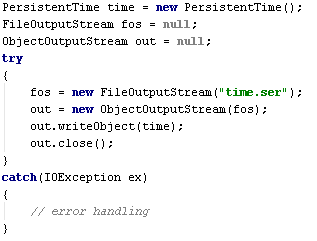 PersistentTime time = new PersistentTime();
FileOutputStream fos = null;
ObjectOutputStream out = null;
try
{
    fos = new FileOutputStream("time.ser");
    out = new ObjectOutputStream(fos);
    out.writeObject(time);
    out.close();
}
catch(IOException ex)
{
    // error handling
}